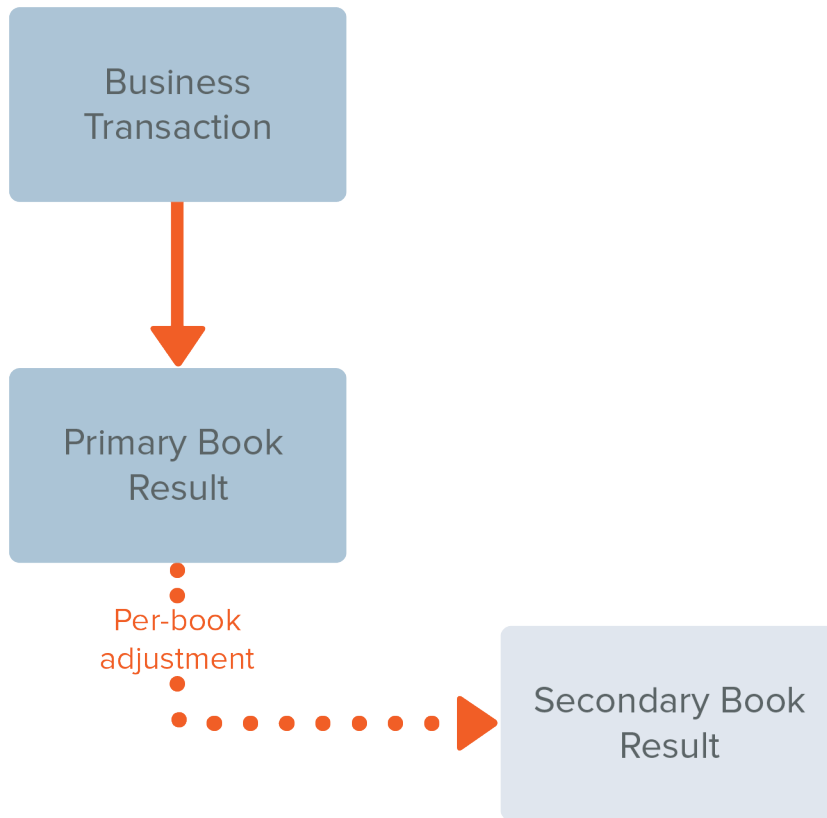 Business
Transaction
Primary Book
Result
Per-book
adjustment
Secondary Book
Result